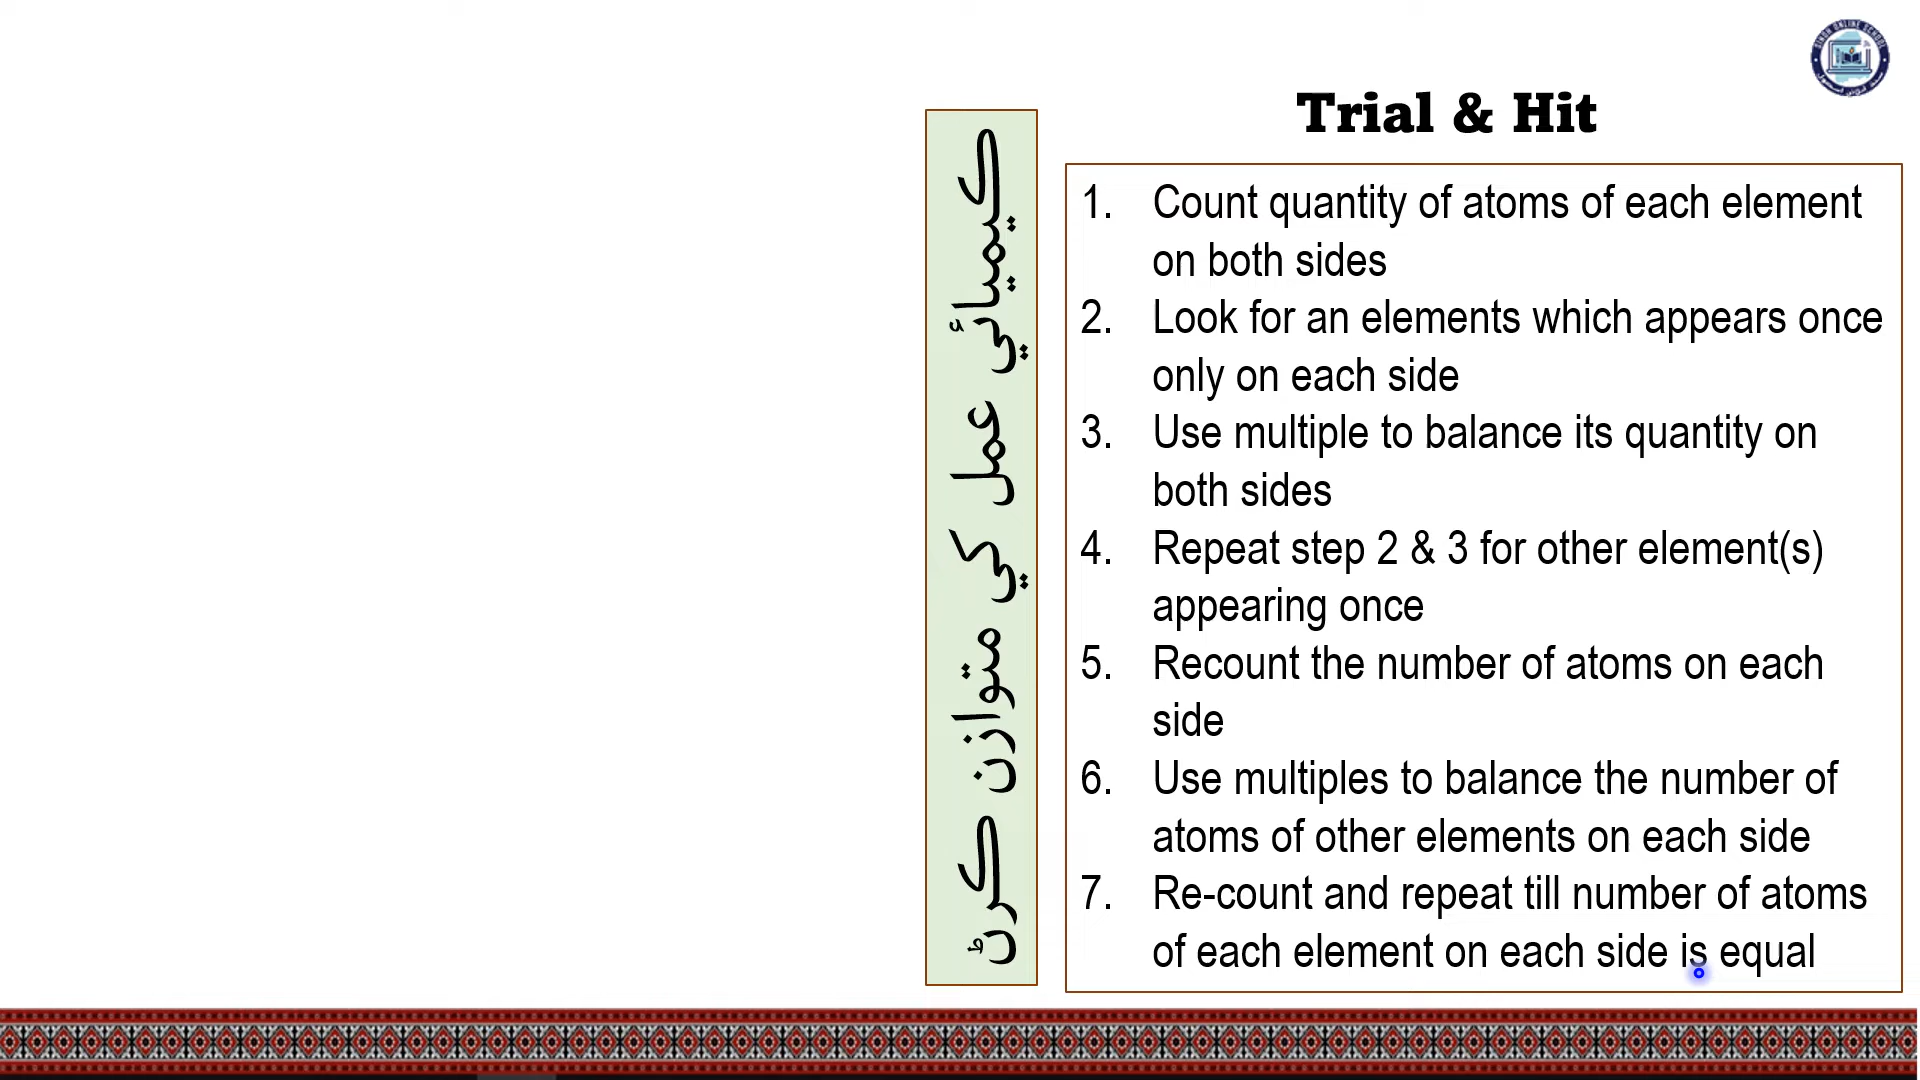 Trial & Hit
ڪيميائي عمل کي متوازن ڪرڻ
1. Count quantity of atoms of each element
on both sides
2. Look for an elements which appears once
only on each side
3. Use multiple to balance its quantity on
both sides
4. Repeat step 2 & 3 for other element(s)
appearing once
5. Recount the number of atoms on each
side
6. Use multiples to balance the number of
atoms of other elements on each side
7. Re-count and repeat till number of atoms
of each element on each side is equal